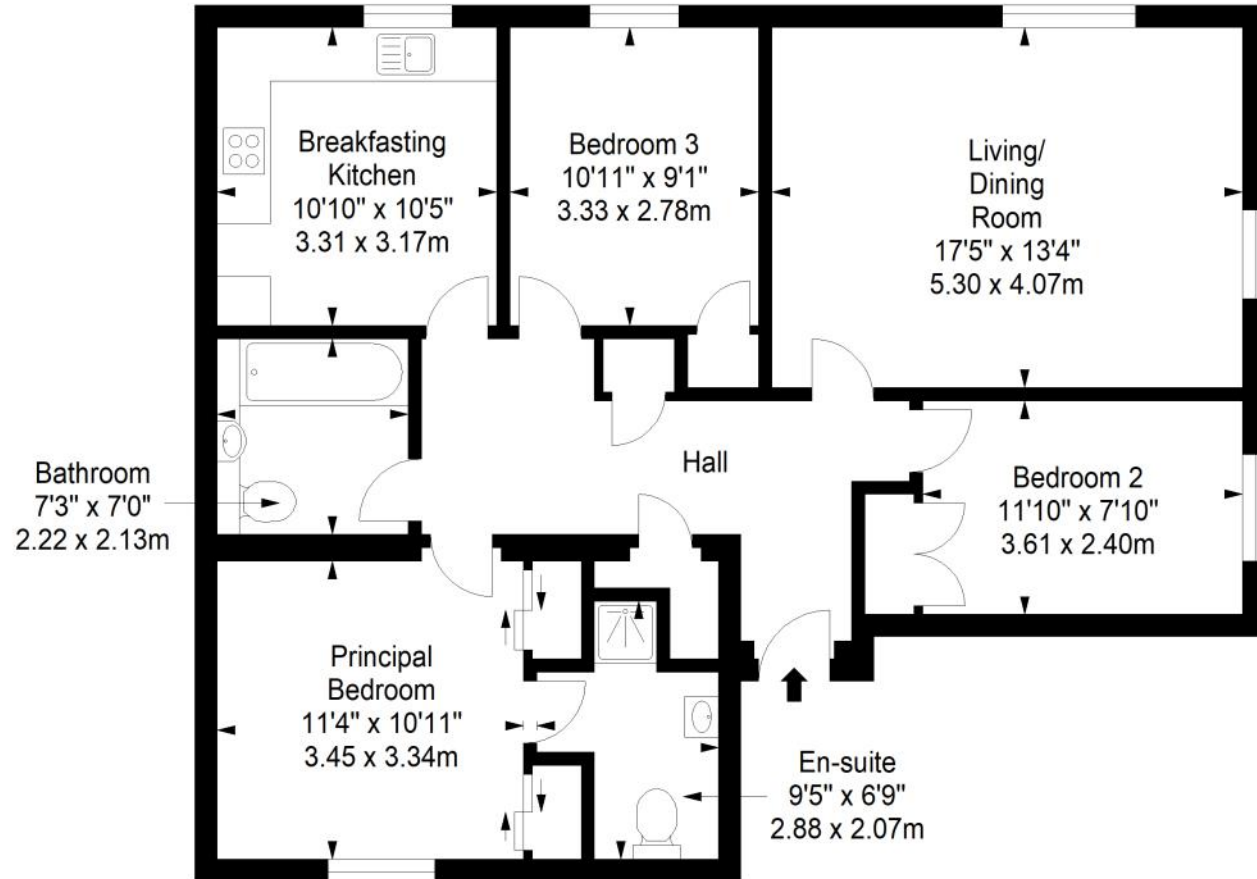 Breakfasting
Kitchen
10'10" x 10'5"
3.31 x 3.17m
Bedroom 3
10'11" x 9'1"
3.33 x 2.78m
Living/
Dining
Room
17'5" x 13'4"
5.30 x 4.07m
Bathroom
7'3" x 7'0"
2.22 x 2.13m
Hall
Bedroom 2
11'10" x 7'10"
3.61 x 2.40m
Principal
Bedroom
11'4" x 10'11"
3.45 x 3.34m
En-suite
9'5" x 6'9"
2.88 x 2.07m